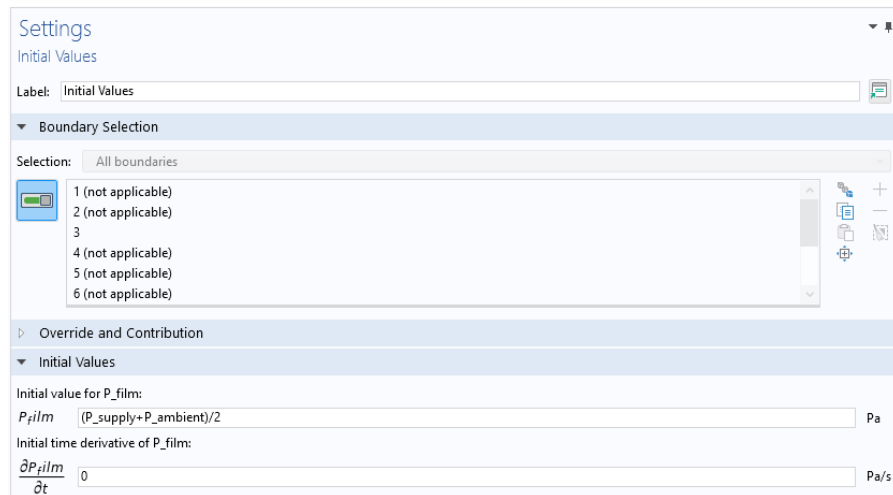 Settings
Initial Values
Label: Initial Values
Boundary Selection
Selection: All boundaries
1 (not applicable)
2 (not applicable)
3
4 (not applicable)
5 (not applicable)
6 (not applicable)
Override and Contribution
Initial Values
Initial value for P_film:
P_film (P_supply+P_ambient)/2 Pa
Initial time derivative of P_film:
∂P_film/∂t 0 Pa/s